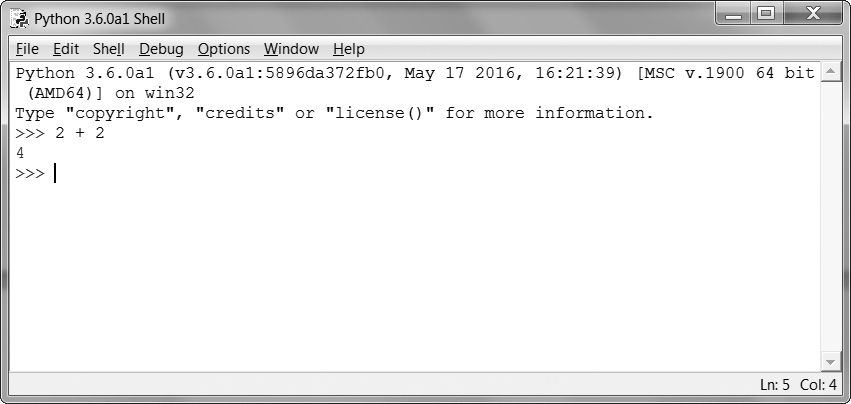 Python 3.6.0a1 Shell
File Edit Shell Debug Options Window Help
Python 3.6.0a1 (v3.6.0a1:5896da372fb0, May 17 2016, 16:21:39) [MSC v.1900 64 bit
 (AMD64)] on win32
Type "copyright", "credits" or "license()" for more information.
>>> 2 + 2
4
>>>
Ln: 5 Col: 4